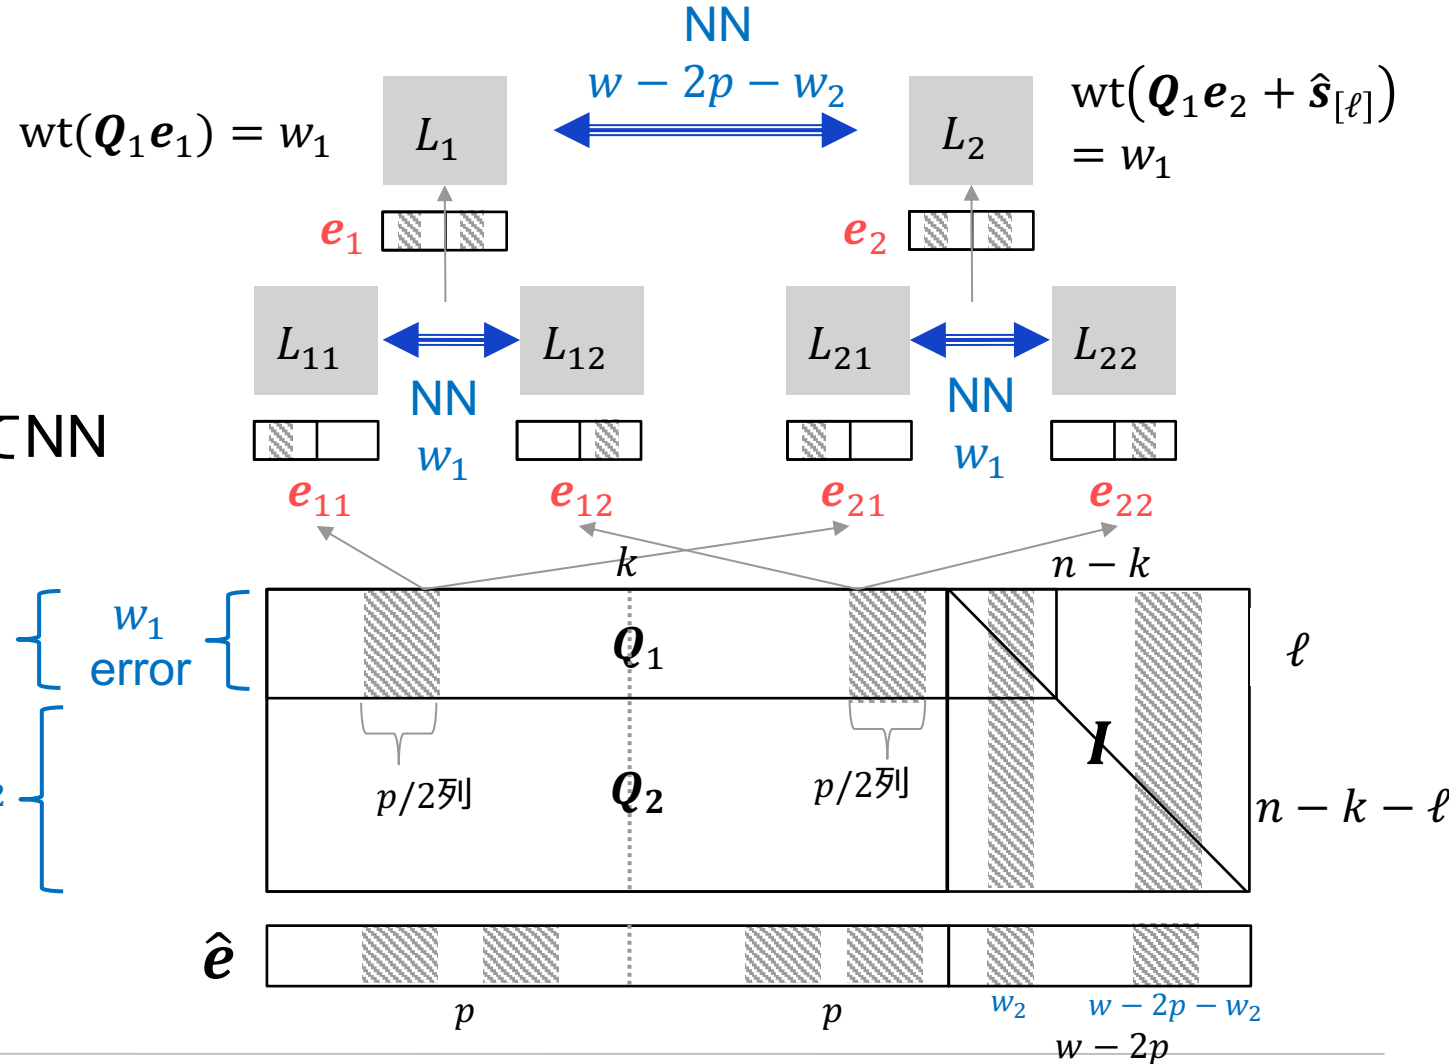 NN
w − 2p − w₂
wt(Q₁e₁) = w₁
L₁
L₂
wt(Q₁e₂ + ŝ[ℓ])
= w₁
e₁
e₂
L₁₁
L₁₂
L₂₁
L₂₂
NN
w₁
NN
w₁
NN
e₁₁
e₁₂
e₂₁
e₂₂
k
n − k
w₁
error
Q₁
ℓ
p/2列
p/2列
Q₂
I
n − k − ℓ
ê
p
p
w₂
w − 2p − w₂
w − 2p